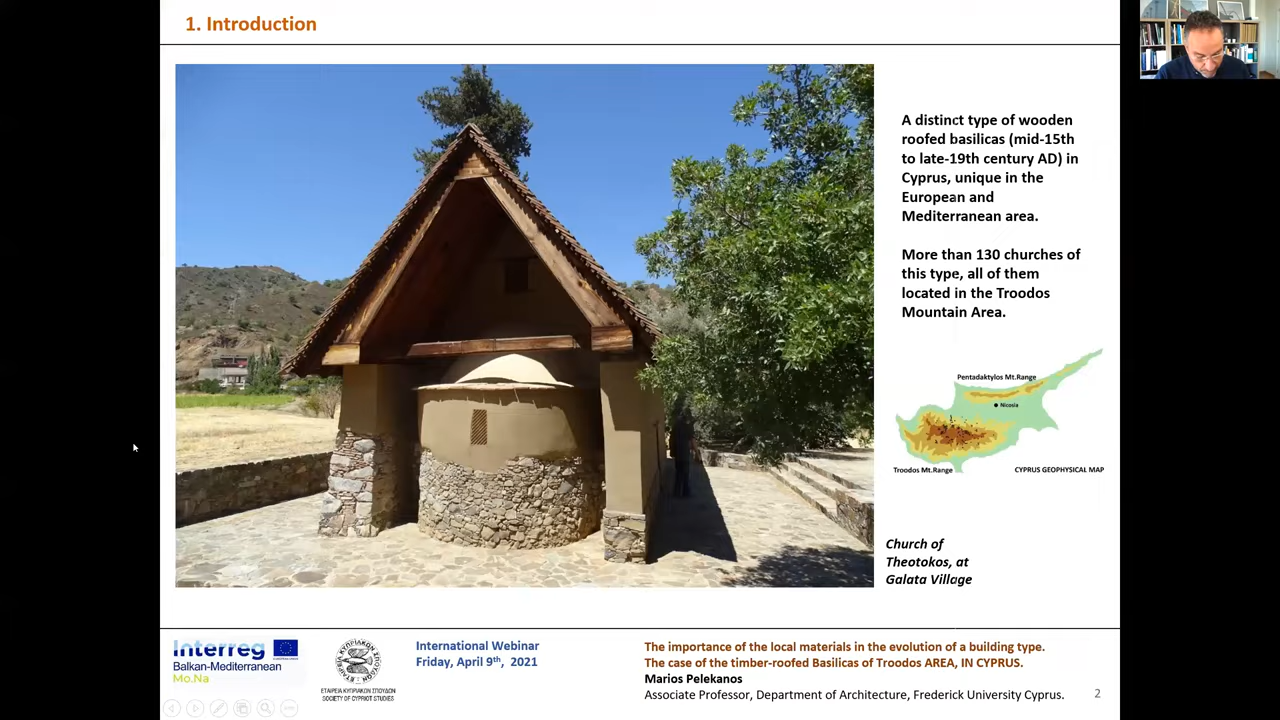 1. Introduction
A distinct type of wooden
roofed basilicas (mid-15th
to late-19th century AD) in
Cyprus, unique in the
European and
Mediterranean area.
More than 130 churches of
this type, all of them
located in the Troodos
Mountain Area.
Pentadaktylos Mt.Range
Nicosia
Troodos Mt.Range
CYPRUS GEOPHYSICAL MAP
Church of
Theotokos, at
Galata Village
Interreg
Balkan-Mediterranean
Mo.Na
ΕΤΑΙΡΕΙΑ ΚΥΠΡΙΑΚΩΝ ΣΠΟΥΔΩΝ
SOCIETY OF CYPRIOT STUDIES
International Webinar
Friday, April 9th, 2021
The importance of the local materials in the evolution of a building type.
The case of the timber-roofed Basilicas of Troodos AREA, IN CYPRUS.
Marios Pelekanos
Associate Professor, Department of Architecture, Frederick University Cyprus.
2